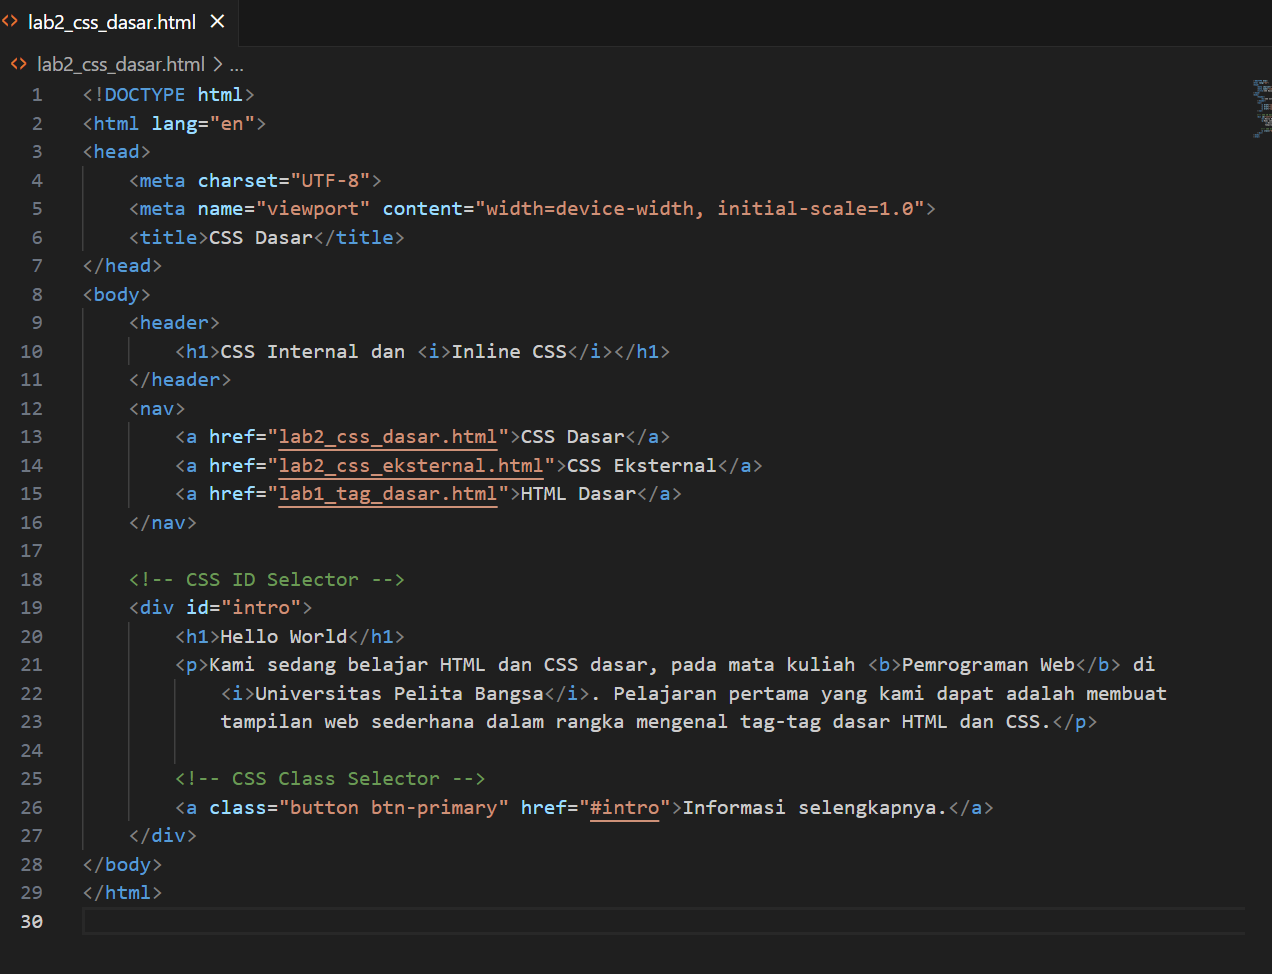 lab2_css_dasar.html
lab2_css_dasar.html > ...
1 <!DOCTYPE html>
2 <html lang="en">
3 <head>
4     <meta charset="UTF-8">
5     <meta name="viewport" content="width=device-width, initial-scale=1.0">
6     <title>CSS Dasar</title>
7 </head>
8 <body>
9     <header>
10         <h1>CSS Internal dan <i>Inline CSS</i></h1>
11     </header>
12     <nav>
13         <a href="lab2_css_dasar.html">CSS Dasar</a>
14         <a href="lab2_css_eksternal.html">CSS Eksternal</a>
15         <a href="lab1_tag_dasar.html">HTML Dasar</a>
16     </nav>
17
18     <!-- CSS ID Selector -->
19     <div id="intro">
20         <h1>Hello World</h1>
21         <p>Kami sedang belajar HTML dan CSS dasar, pada mata kuliah <b>Pemrograman Web</b> di
22             <i>Universitas Pelita Bangsa</i>. Pelajaran pertama yang kami dapat adalah membuat
23             tampilan web sederhana dalam rangka mengenal tag-tag dasar HTML dan CSS.</p>
24
25         <!-- CSS Class Selector -->
26         <a class="button btn-primary" href="#intro">Informasi selengkapnya.</a>
27     </div>
28 </body>
29 </html>
30